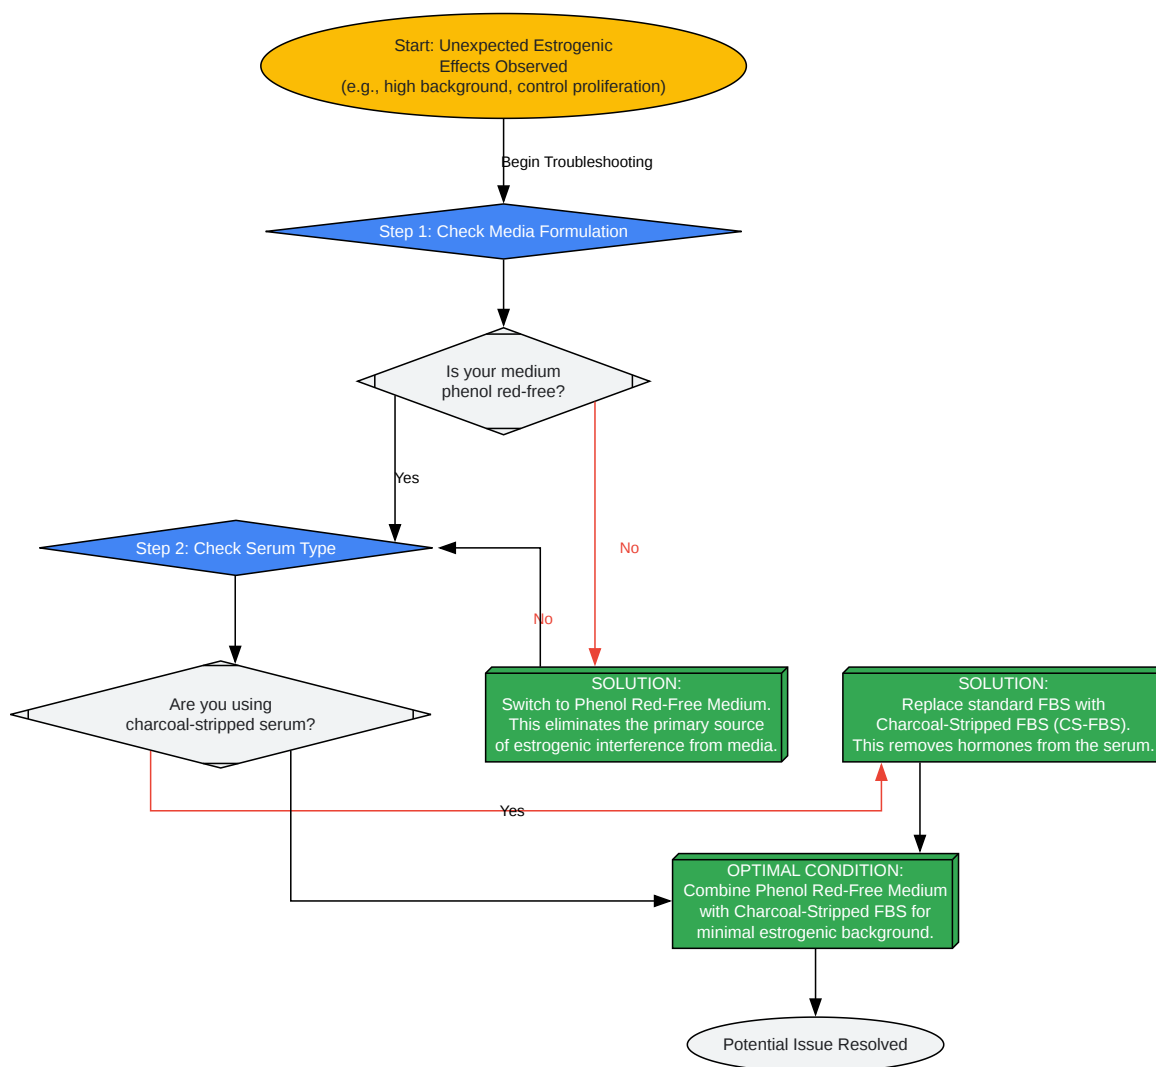 Start: Unexpected Estrogenic
Effects Observed
(e.g., high background, control proliferation)
Begin Troubleshooting
Step 1: Check Media Formulation
Is your medium
phenol red-free?
Yes
No
Step 2: Check Serum Type
No
Are you using
charcoal-stripped serum?
SOLUTION:
Switch to Phenol Red-Free Medium.
This eliminates the primary source
of estrogenic interference from media.
SOLUTION:
Replace standard FBS with
Charcoal-Stripped FBS (CS-FBS).
This removes hormones from the serum.
Yes
OPTIMAL CONDITION:
Combine Phenol Red-Free Medium
with Charcoal-Stripped FBS for
minimal estrogenic background.
Potential Issue Resolved